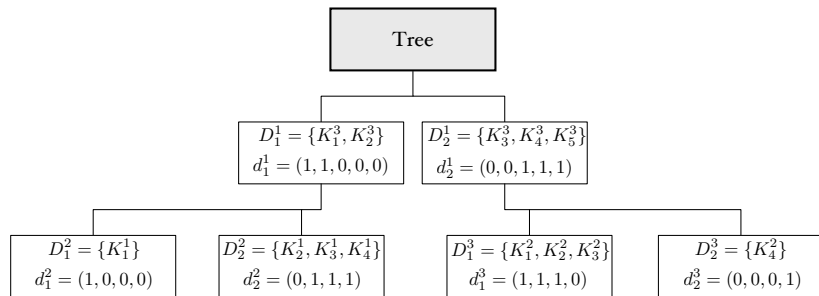 Tree
$D_1^1 = \{K_1^3, K_2^3\}$
$d_1^1 = (1, 1, 0, 0, 0)$
$D_2^1 = \{K_3^3, K_4^3, K_5^3\}$
$d_2^1 = (0, 0, 1, 1, 1)$
$D_1^2 = \{K_1^1\}$
$d_1^2 = (1, 0, 0, 0)$
$D_2^2 = \{K_2^1, K_3^1, K_4^1\}$
$d_2^2 = (0, 1, 1, 1)$
$D_1^3 = \{K_1^2, K_2^2, K_3^2\}$
$d_1^3 = (1, 1, 1, 0)$
$D_2^3 = \{K_4^2\}$
$d_2^3 = (0, 0, 0, 1)$